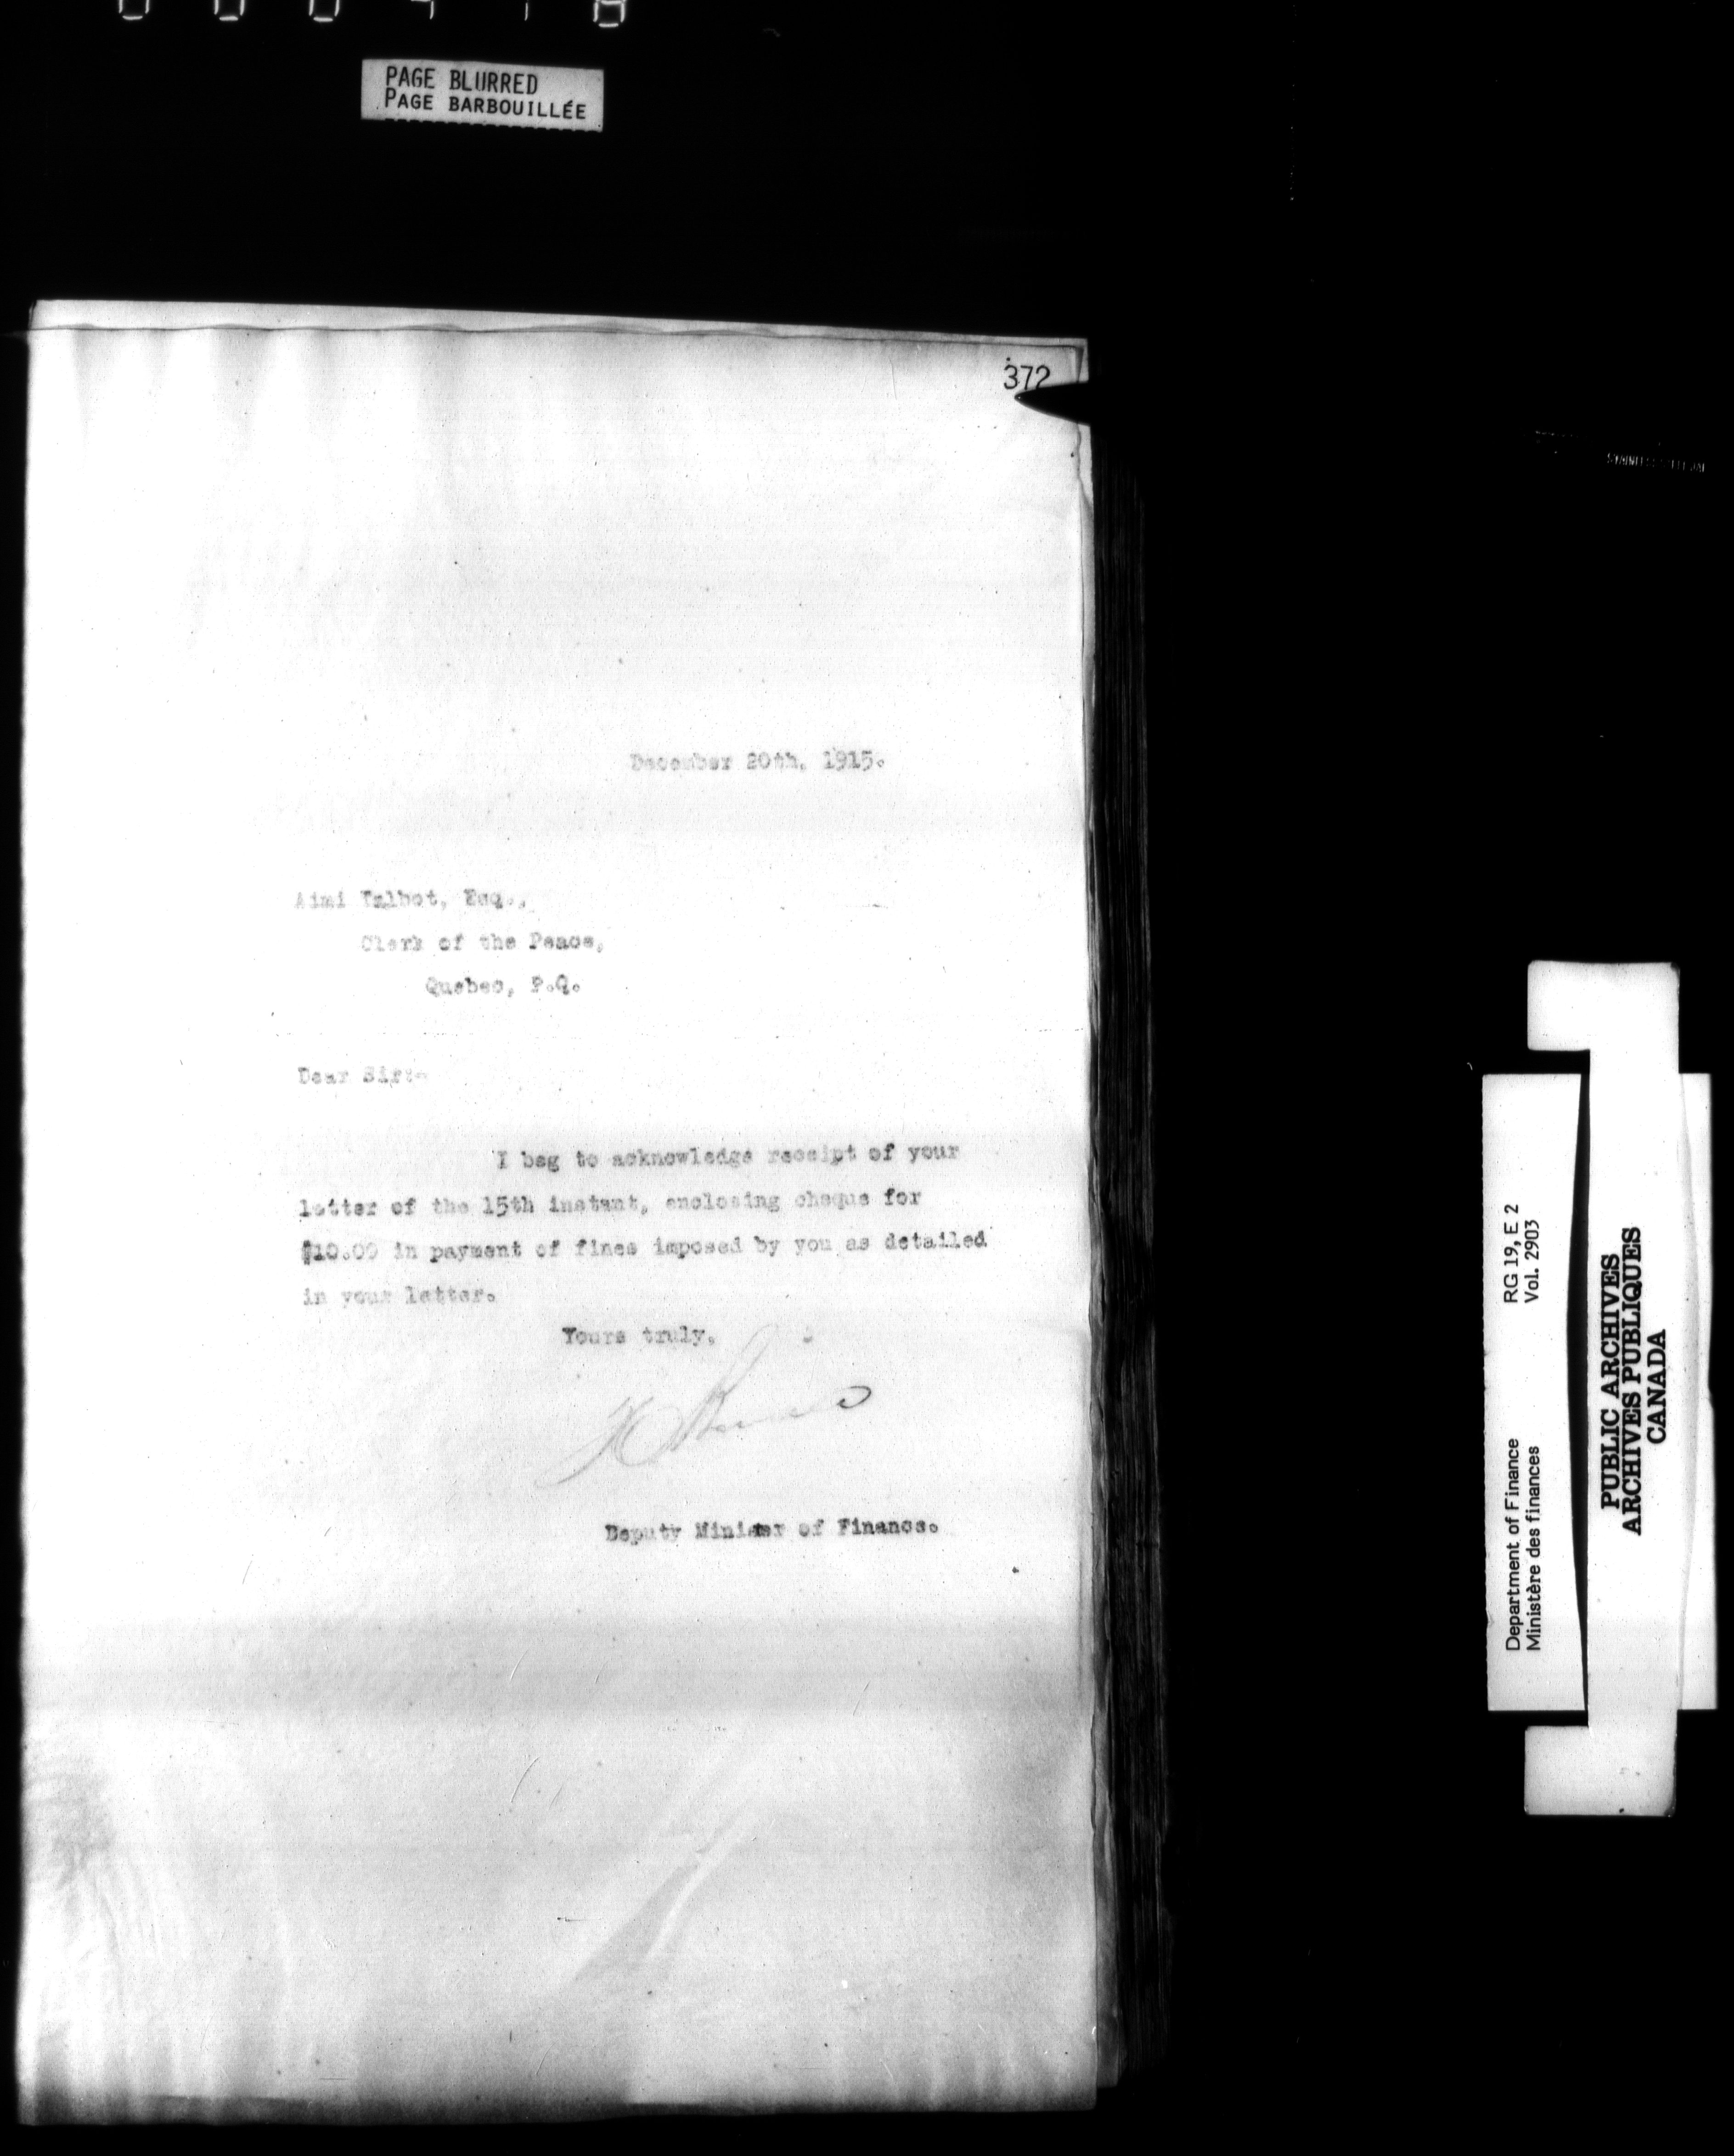 PAGE BLURRED
PAGE BARBOUILLÉE
372
December 20th, 1915.
Aimi Talbot, Esq.,
Clerk of the Peace,
Quebec, P.Q.
Dear Sir:-
I beg to acknowledge receipt of your
letter of the 15th instant, enclosing cheque for
$10.00 in payment of fines imposed by you as detailed
in your letter.
Yours truly,
Deputy Minister of Finance.
Department of Finance
Ministère des finances
RG 19, E 2
Vol. 2903
PUBLIC ARCHIVES
ARCHIVES PUBLIQUES
CANADA